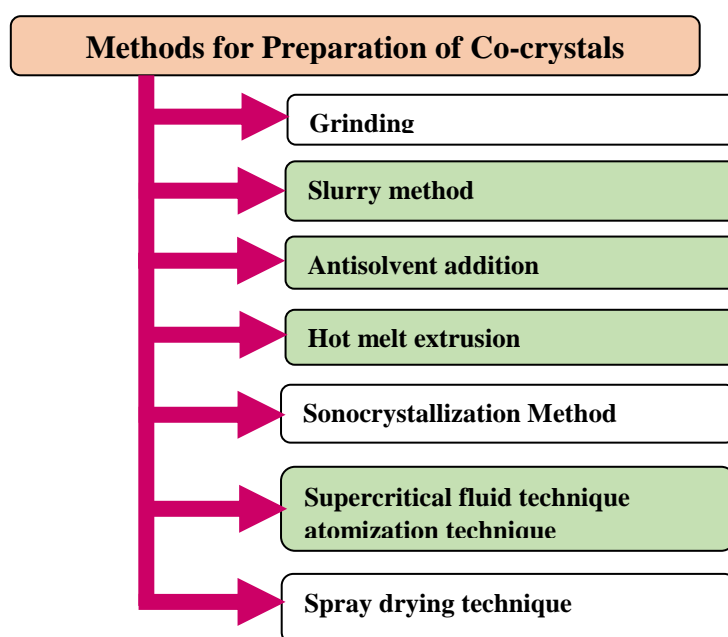 Methods for Preparation of Co-crystals
Grinding
Slurry method
Antisolvent addition
Hot melt extrusion
Sonocrystallization Method
Supercritical fluid technique
atomization technique
Spray drying technique